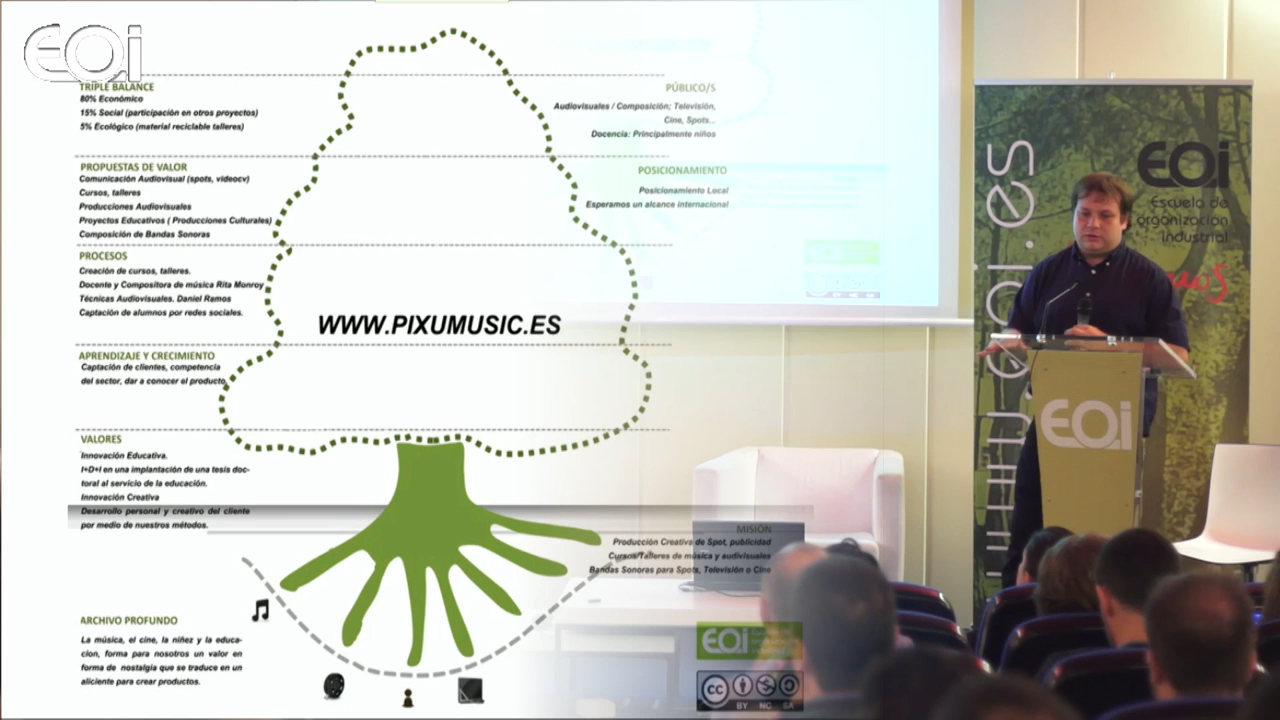 EOi
TRIPLE BALANCE
80% Económico
15% Social (participación en otros proyectos)
5% Ecológico (material reciclable talleres)
PÚBLICO/S
Audiovisuales / Composición; Televisión,
Cine, Spots...
Docencia: Principalmente niños
PROPUESTAS DE VALOR
Comunicación Audiovisual (spots, videocv)
Cursos, talleres
Producciones Audiovisuales
Proyectos Educativos ( Producciones Culturales)
Composición de Bandas Sonoras
POSICIONAMIENTO
Posicionamiento Local
Esperamos un alcance internacional
PROCESOS
Creación de cursos, talleres.
Docente y Compositora de música Rita Monroy
Técnicas Audiovisuales. Daniel Ramos
Captación de alumnos por redes sociales.
WWW.PIXUMUSIC.ES
APRENDIZAJE Y CRECIMIENTO
Captación de clientes, competencia
del sector, dar a conocer el producto
VALORES
Innovación Educativa.
I+D+I en una implantación de una tesis doc-
toral al servicio de la educación.
Innovación Creativa
Desarrollo personal y creativo del cliente
por medio de nuestros métodos.
MISIÓN
Producción Creativa de Spot, publicidad
Cursos/Talleres de música y audiovisuales
Bandas Sonoras para Spots, Televisión o Cine
ARCHIVO PROFUNDO
La música, el cine, la niñez y la educa-
cion, forma para nosotros un valor en
forma de nostalgia que se traduce en un
aliciente para crear productos.
EOi
cc BY NC SA
EOi
Escuela de
organización
industrial
www.eoi.es
EOi